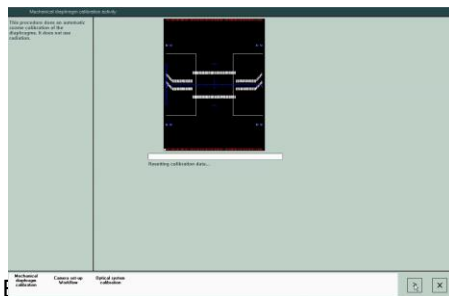 Mechanical diaphragm calibration activity
This procedure does an automatic
coarse calibration of the
diaphragms. It does not use
radiation.
Resetting calibration data...
Mechanical
diaphragm
calibration
Camera set-up
Workflow
Optical system
calibration